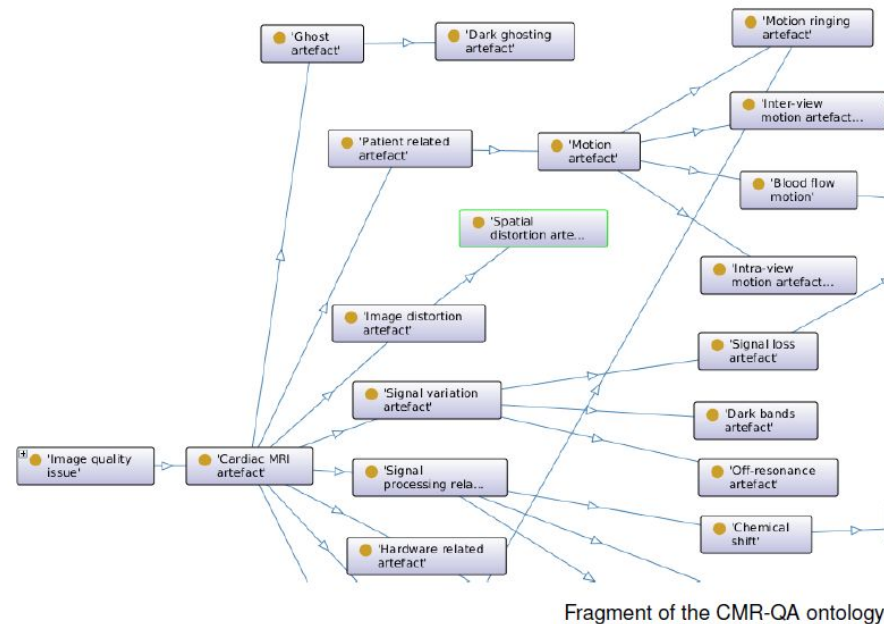 'Ghost
artefact'
'Dark ghosting
artefact'
'Motion ringing
artefact'
'Inter-view
motion artefact...
'Patient related
artefact'
'Motion
artefact'
'Blood flow
motion'
'Spatial
distortion arte...
'Intra-view
motion artefact...
'Image distortion
artefact'
'Signal loss
artefact'
'Signal variation
artefact'
'Dark bands
artefact'
'Image quality
issue'
'Cardiac MRI
artefact'
'Signal
processing rela...
'Off-resonance
artefact'
'Chemical
shift'
'Hardware related
artefact'
Fragment of the CMR-QA ontology